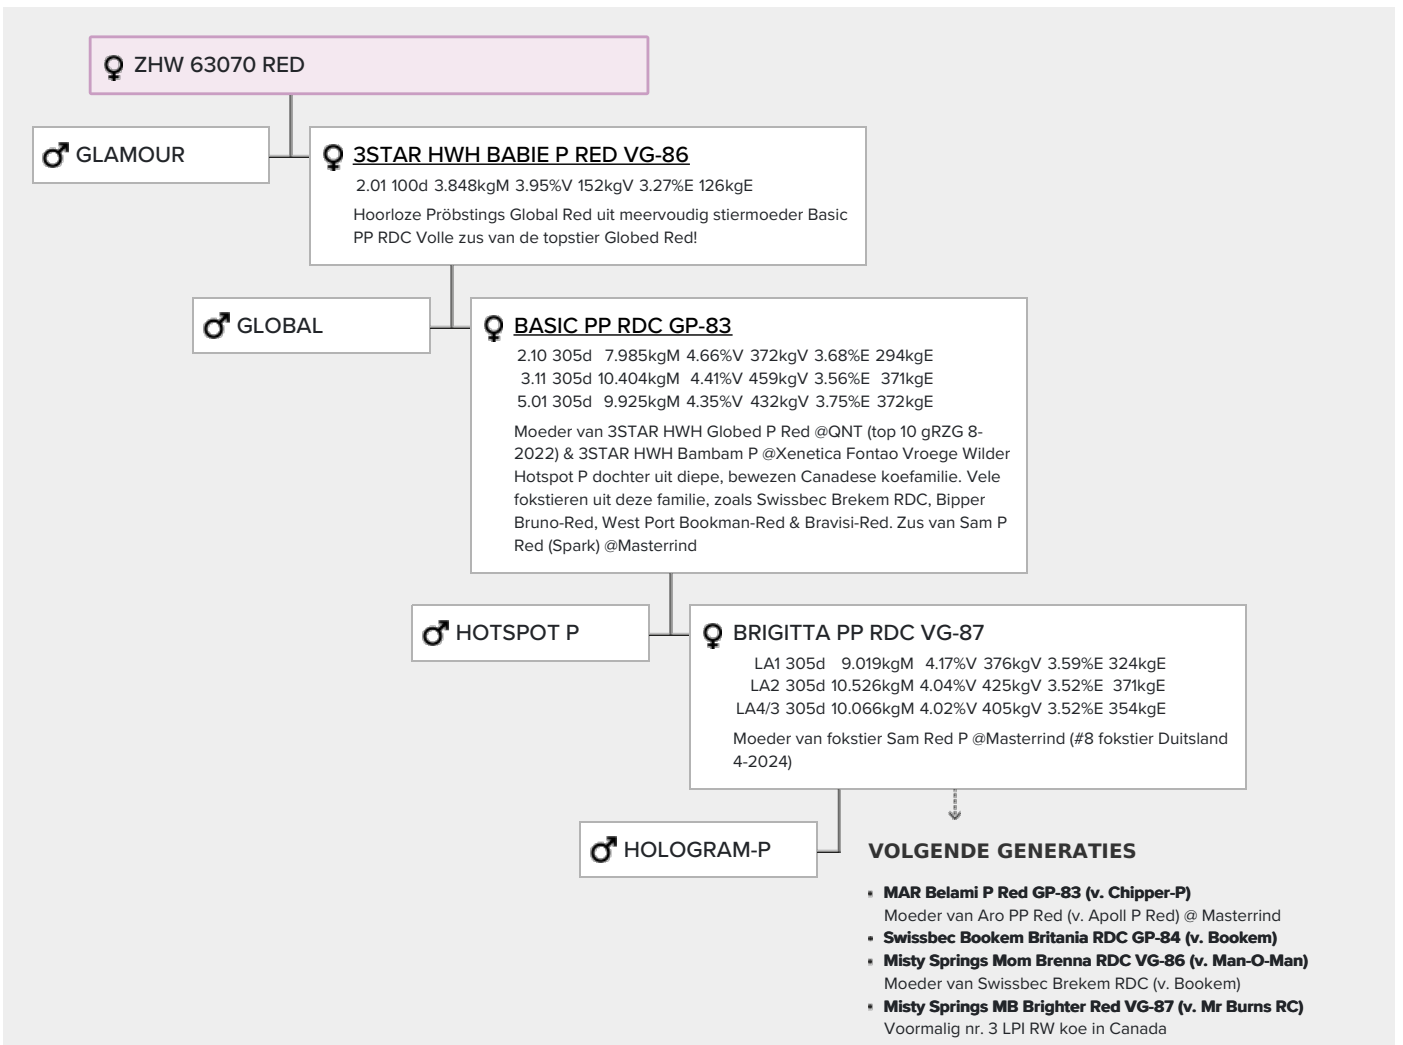 ♀ ZHW 63070 RED
♂ GLAMOUR
♀ 3STAR HWH BABIE P RED VG-86
2.01 100d 3.848kgM 3.95%V 152kgV 3.27%E 126kgE
Hoorloze Pröbstings Global Red uit meervoudig stiermoeder Basic
PP RDC Volle zus van de topstier Globed Red!
♂ GLOBAL
♀ BASIC PP RDC GP-83
2.10 305d 7.985kgM 4.66%V 372kgV 3.68%E 294kgE
3.11 305d 10.404kgM 4.41%V 459kgV 3.56%E 371kgE
5.01 305d 9.925kgM 4.35%V 432kgV 3.75%E 372kgE
Moeder van 3STAR HWH Globed P Red @QNT (top 10 gRZG 8-
2022) & 3STAR HWH Bambam P @Xenetica Fontao Vroege Wilder
Hotspot P dochter uit diepe, bewezen Canadese koefamilie. Vele
fokstieren uit deze familie, zoals Swissbec Brekem RDC, Bipper
Bruno-Red, West Port Bookman-Red & Bravisi-Red. Zus van Sam P
Red (Spark) @Masterrind
♂ HOTSPOT P
♀ BRIGITTA PP RDC VG-87
LA1 305d 9.019kgM 4.17%V 376kgV 3.59%E 324kgE
LA2 305d 10.526kgM 4.04%V 425kgV 3.52%E 371kgE
LA4/3 305d 10.066kgM 4.02%V 405kgV 3.52%E 354kgE
Moeder van fokstier Sam Red P @Masterrind (#8 fokstier Duitsland
4-2024)
♂ HOLOGRAM-P
VOLGENDE GENERATIES
▪ MAR Belami P Red GP-83 (v. Chipper-P)
Moeder van Aro PP Red (v. Apoll P Red) @ Masterrind
▪ Swissbec Bookem Britania RDC GP-84 (v. Bookem)
▪ Misty Springs Mom Brenna RDC VG-86 (v. Man-O-Man)
Moeder van Swissbec Brekem RDC (v. Bookem)
▪ Misty Springs MB Brighter Red VG-87 (v. Mr Burns RC)
Voormalig nr. 3 LPI RW koe in Canada